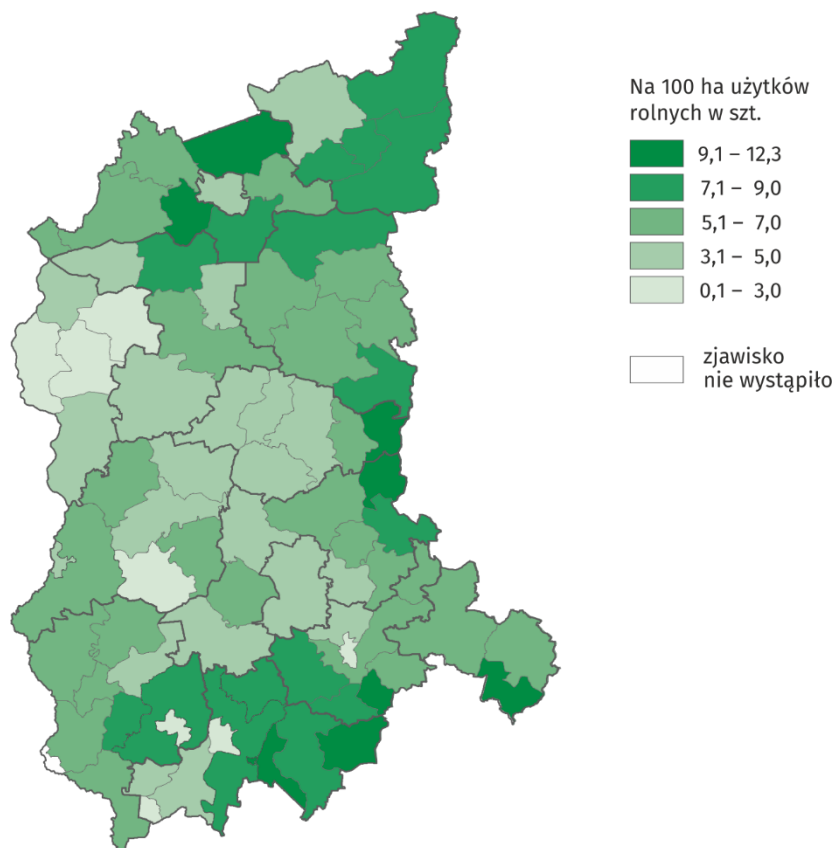 Na 100 ha użytków
rolnych w szt.
9,1 – 12,3
7,1 – 9,0
5,1 – 7,0
3,1 – 5,0
0,1 – 3,0
zjawisko
nie wystąpiło